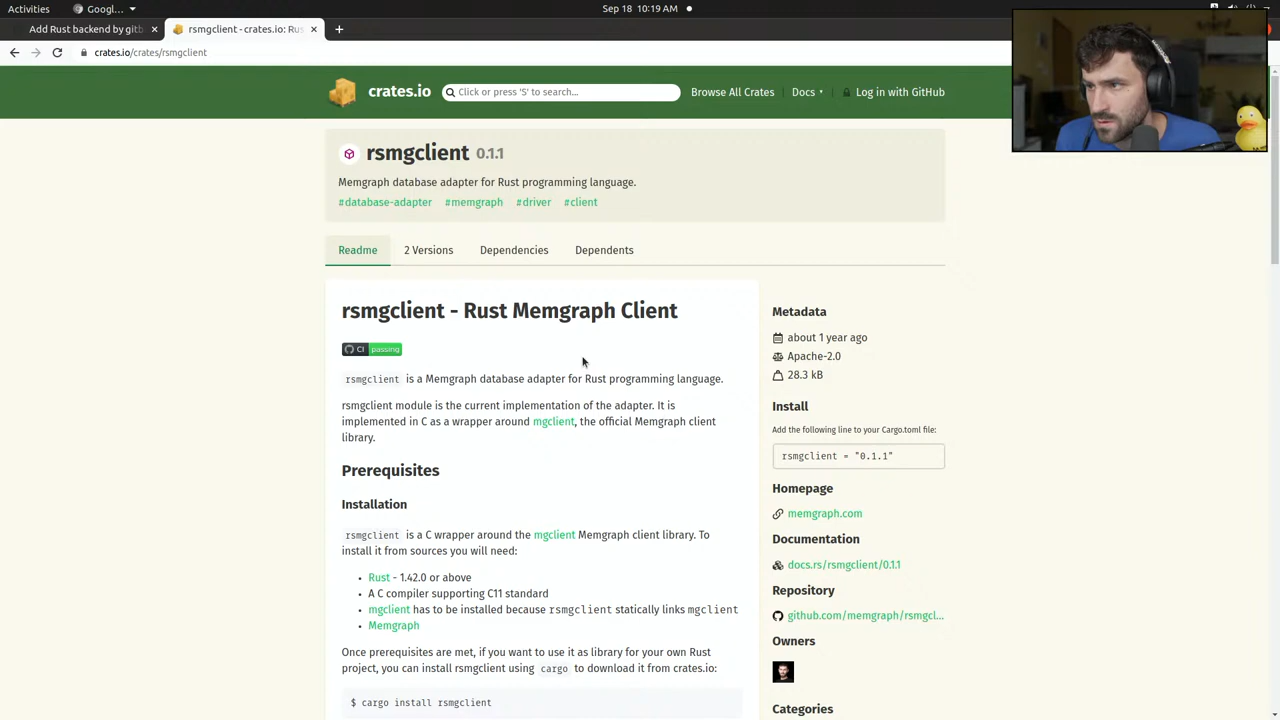 Activities
Googl...
Sep 18 10:19 AM
Add Rust backend by gitb
rsmgclient - crates.io: Rus
crates.io/crates/rsmgclient
crates.io
Click or press 'S' to search...
Browse All Crates
Docs
Log in with GitHub
rsmgclient 0.1.1
Memgraph database adapter for Rust programming language.
#database-adapter #memgraph #driver #client
Readme
2 Versions
Dependencies
Dependents
rsmgclient - Rust Memgraph Client
CI passing
rsmgclient is a Memgraph database adapter for Rust programming language.
rsmgclient module is the current implementation of the adapter. It is
implemented in C as a wrapper around mgclient, the official Memgraph client
library.
Prerequisites
Installation
rsmgclient is a C wrapper around the mgclient Memgraph client library. To
install it from sources you will need:
• Rust - 1.42.0 or above
• A C compiler supporting C11 standard
• mgclient has to be installed because rsmgclient statically links mgclient
• Memgraph
Once prerequisites are met, if you want to use it as library for your own Rust
project, you can install rsmgclient using cargo to download it from crates.io:
$ cargo install rsmgclient
Metadata
about 1 year ago
Apache-2.0
28.3 kB
Install
Add the following line to your Cargo.toml file:
rsmgclient = "0.1.1"
Homepage
memgraph.com
Documentation
docs.rs/rsmgclient/0.1.1
Repository
github.com/memgraph/rsmgcl...
Owners
Categories